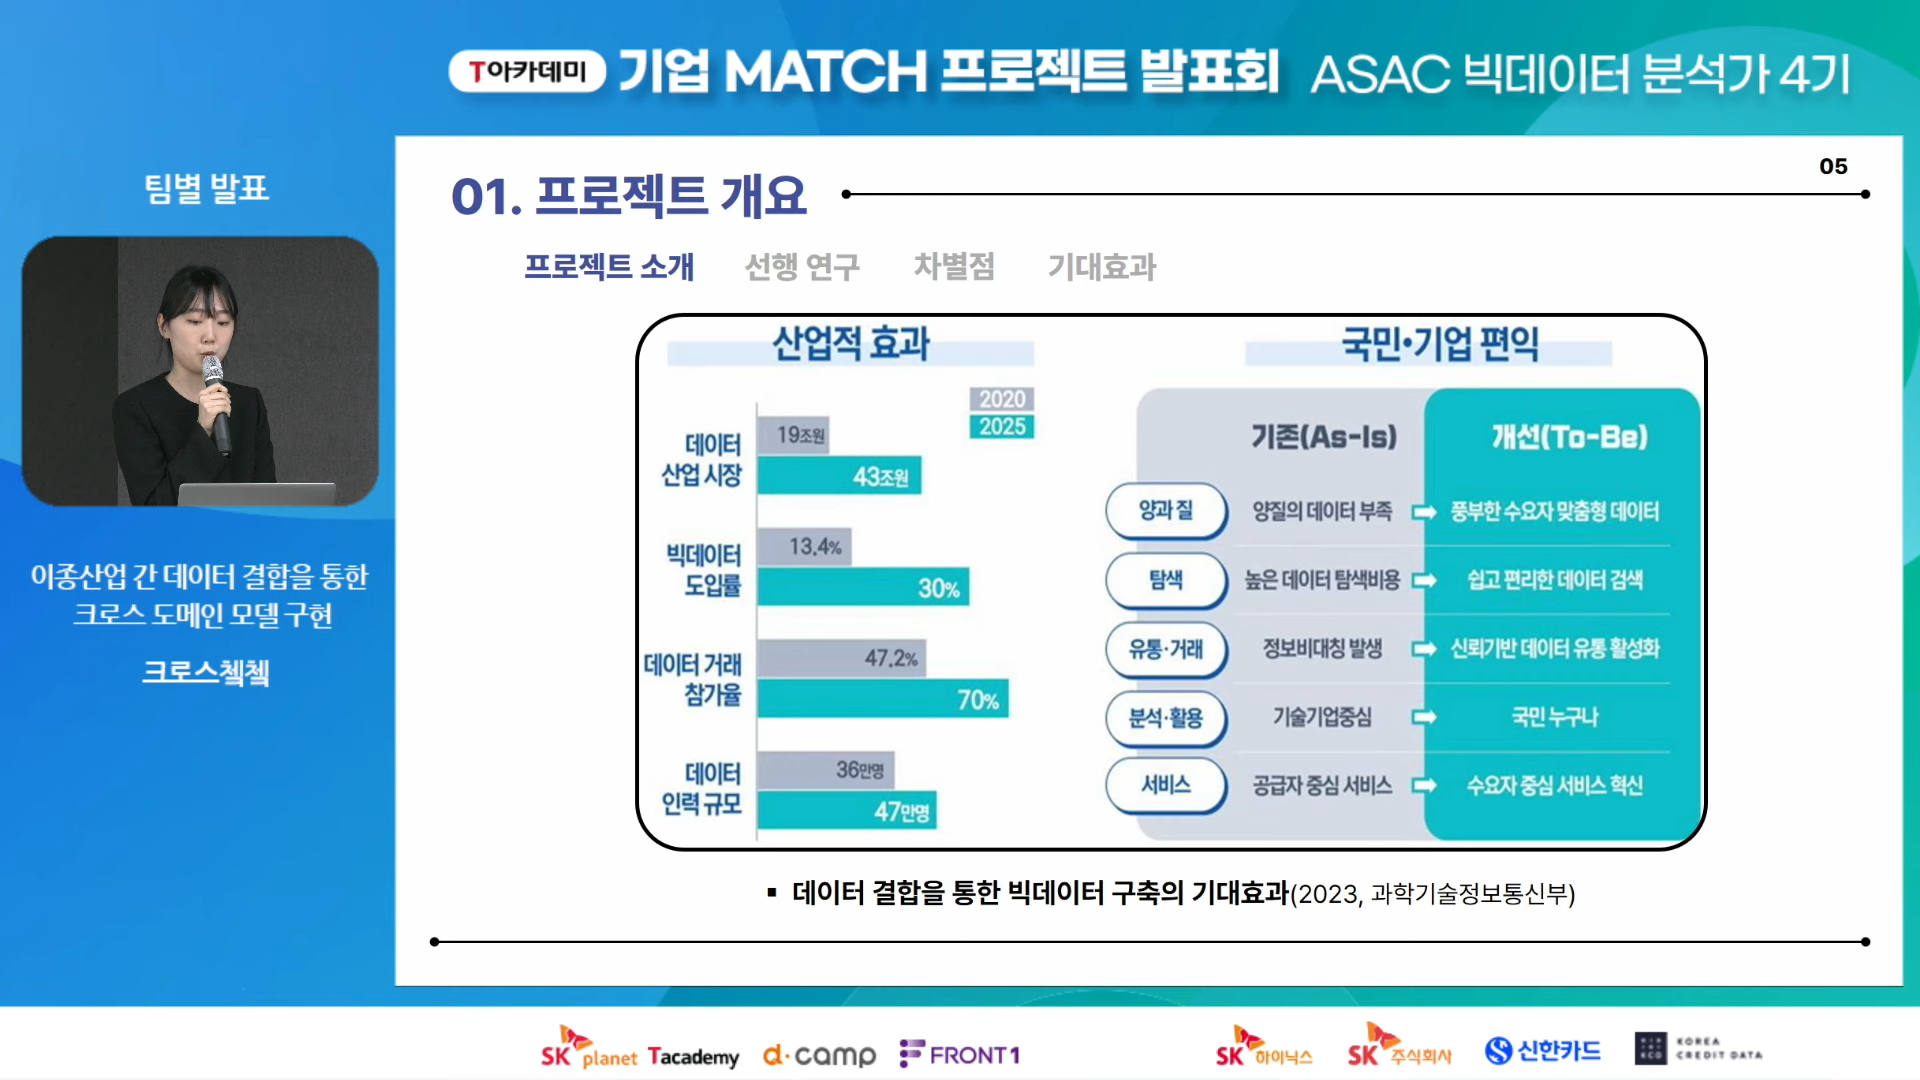 T아카데미 기업 MATCH 프로젝트 발표회 ASAC 빅데이터 분석가 4기
팀별 발표
이종산업 간 데이터 결합을 통한
크로스 도메인 모델 구현
크로스췤췤
05
01. 프로젝트 개요
프로젝트 소개 선행 연구 차별점 기대효과
산업적 효과
2020
2025
데이터
산업 시장
19조원
43조원
빅데이터
도입률
13.4%
30%
데이터 거래
참가율
47.2%
70%
데이터
인력 규모
36만명
47만명
국민•기업 편익
기존(As-Is) 개선(To-Be)
양과 질 양질의 데이터 부족 풍부한 수요자 맞춤형 데이터
탐색 높은 데이터 탐색비용 쉽고 편리한 데이터 검색
유통·거래 정보비대칭 발생 신뢰기반 데이터 유통 활성화
분석·활용 기술기업중심 국민 누구나
서비스 공급자 중심 서비스 수요자 중심 서비스 혁신
▪ 데이터 결합을 통한 빅데이터 구축의 기대효과(2023, 과학기술정보통신부)
SK planet Tacademy d·camp FRONT1 SK 하이닉스 SK 주식회사 신한카드 KCD KOREA
CREDIT DATA